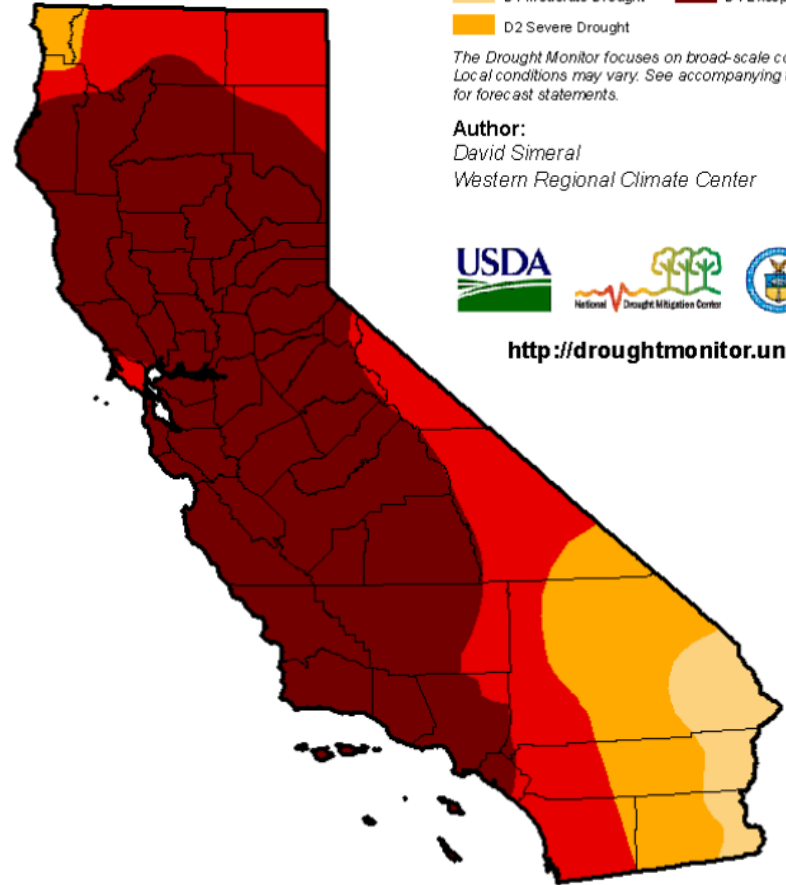 D2 Severe Drought
The Drought Monitor focuses on broad-scale
Local conditions may vary. See accompanying
for forecast statements.
Author:
David Simeral
Western Regional Climate Center
USDA
National Drought Mitigation Center
http://droughtmonitor.un